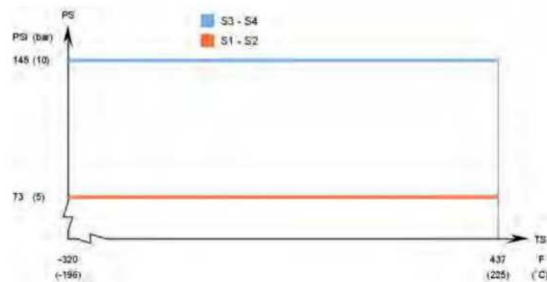 PS
PSI (bar)
S3 - S4
S1 - S2
145 (10)
73 (5)
TS
-320 437 °F
(-196) (225) (°C)